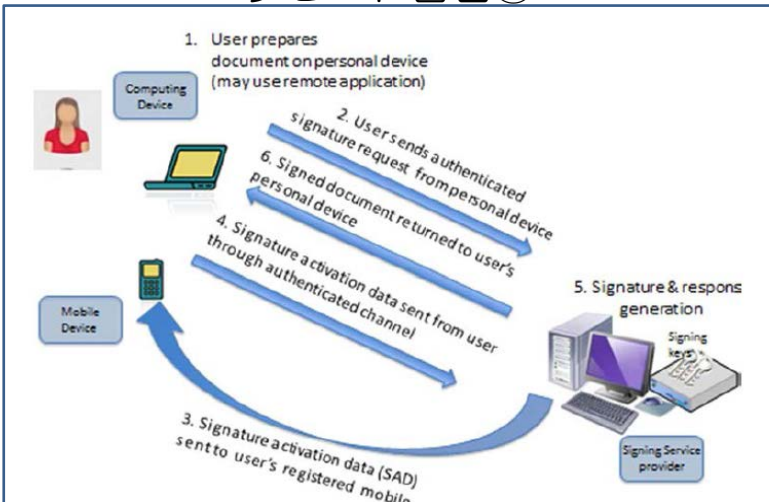 1. User prepares
document on personal device
(may use remote application)
Computing
Device
2. User sends authenticated
signature request from personal device
6. Signed document returned to user's
personal device
4. Signature activation data sent from user
through authenticated channel
5. Signature & respons
generation
Mobile
Device
Signing
keys
3. Signature activation data (SAD)
sent to user's registered mobile
Signing Service
provider